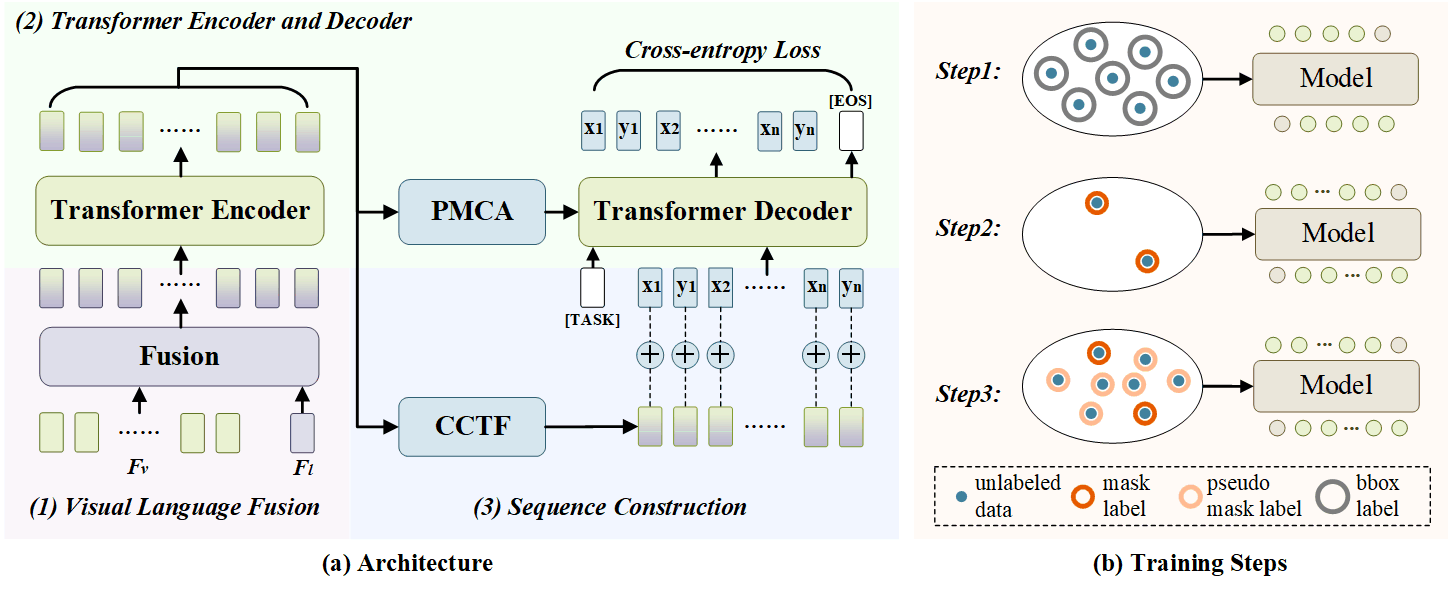 (2) Transformer Encoder and Decoder
Cross-entropy Loss
[EOS]
x1 y1 x2 ...... xn yn
......
Transformer Encoder
PMCA
Transformer Decoder
......
[TASK]
x1 y1 x2 ...... xn yn
Fusion
+ + + + +
CCTF
......
......
Fv
Fl
(1) Visual Language Fusion
(3) Sequence Construction
(a) Architecture
Step1:
Model
Step2:
...
Model
...
Step3:
...
Model
...
unlabeled
data
mask
label
pseudo
mask label
bbox
label
(b) Training Steps